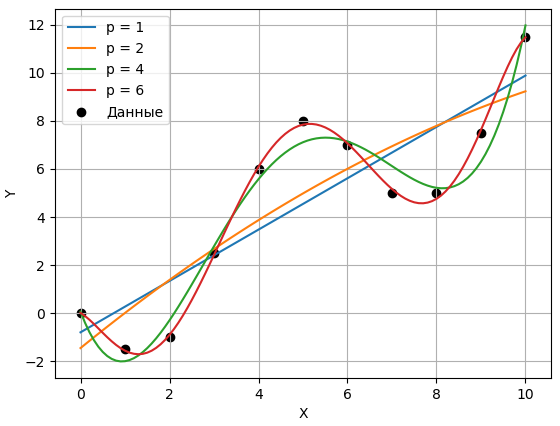 12
10
8
6
4
2
0
−2
Y
p = 1
p = 2
p = 4
p = 6
Данные
0 2 4 6 8 10
X